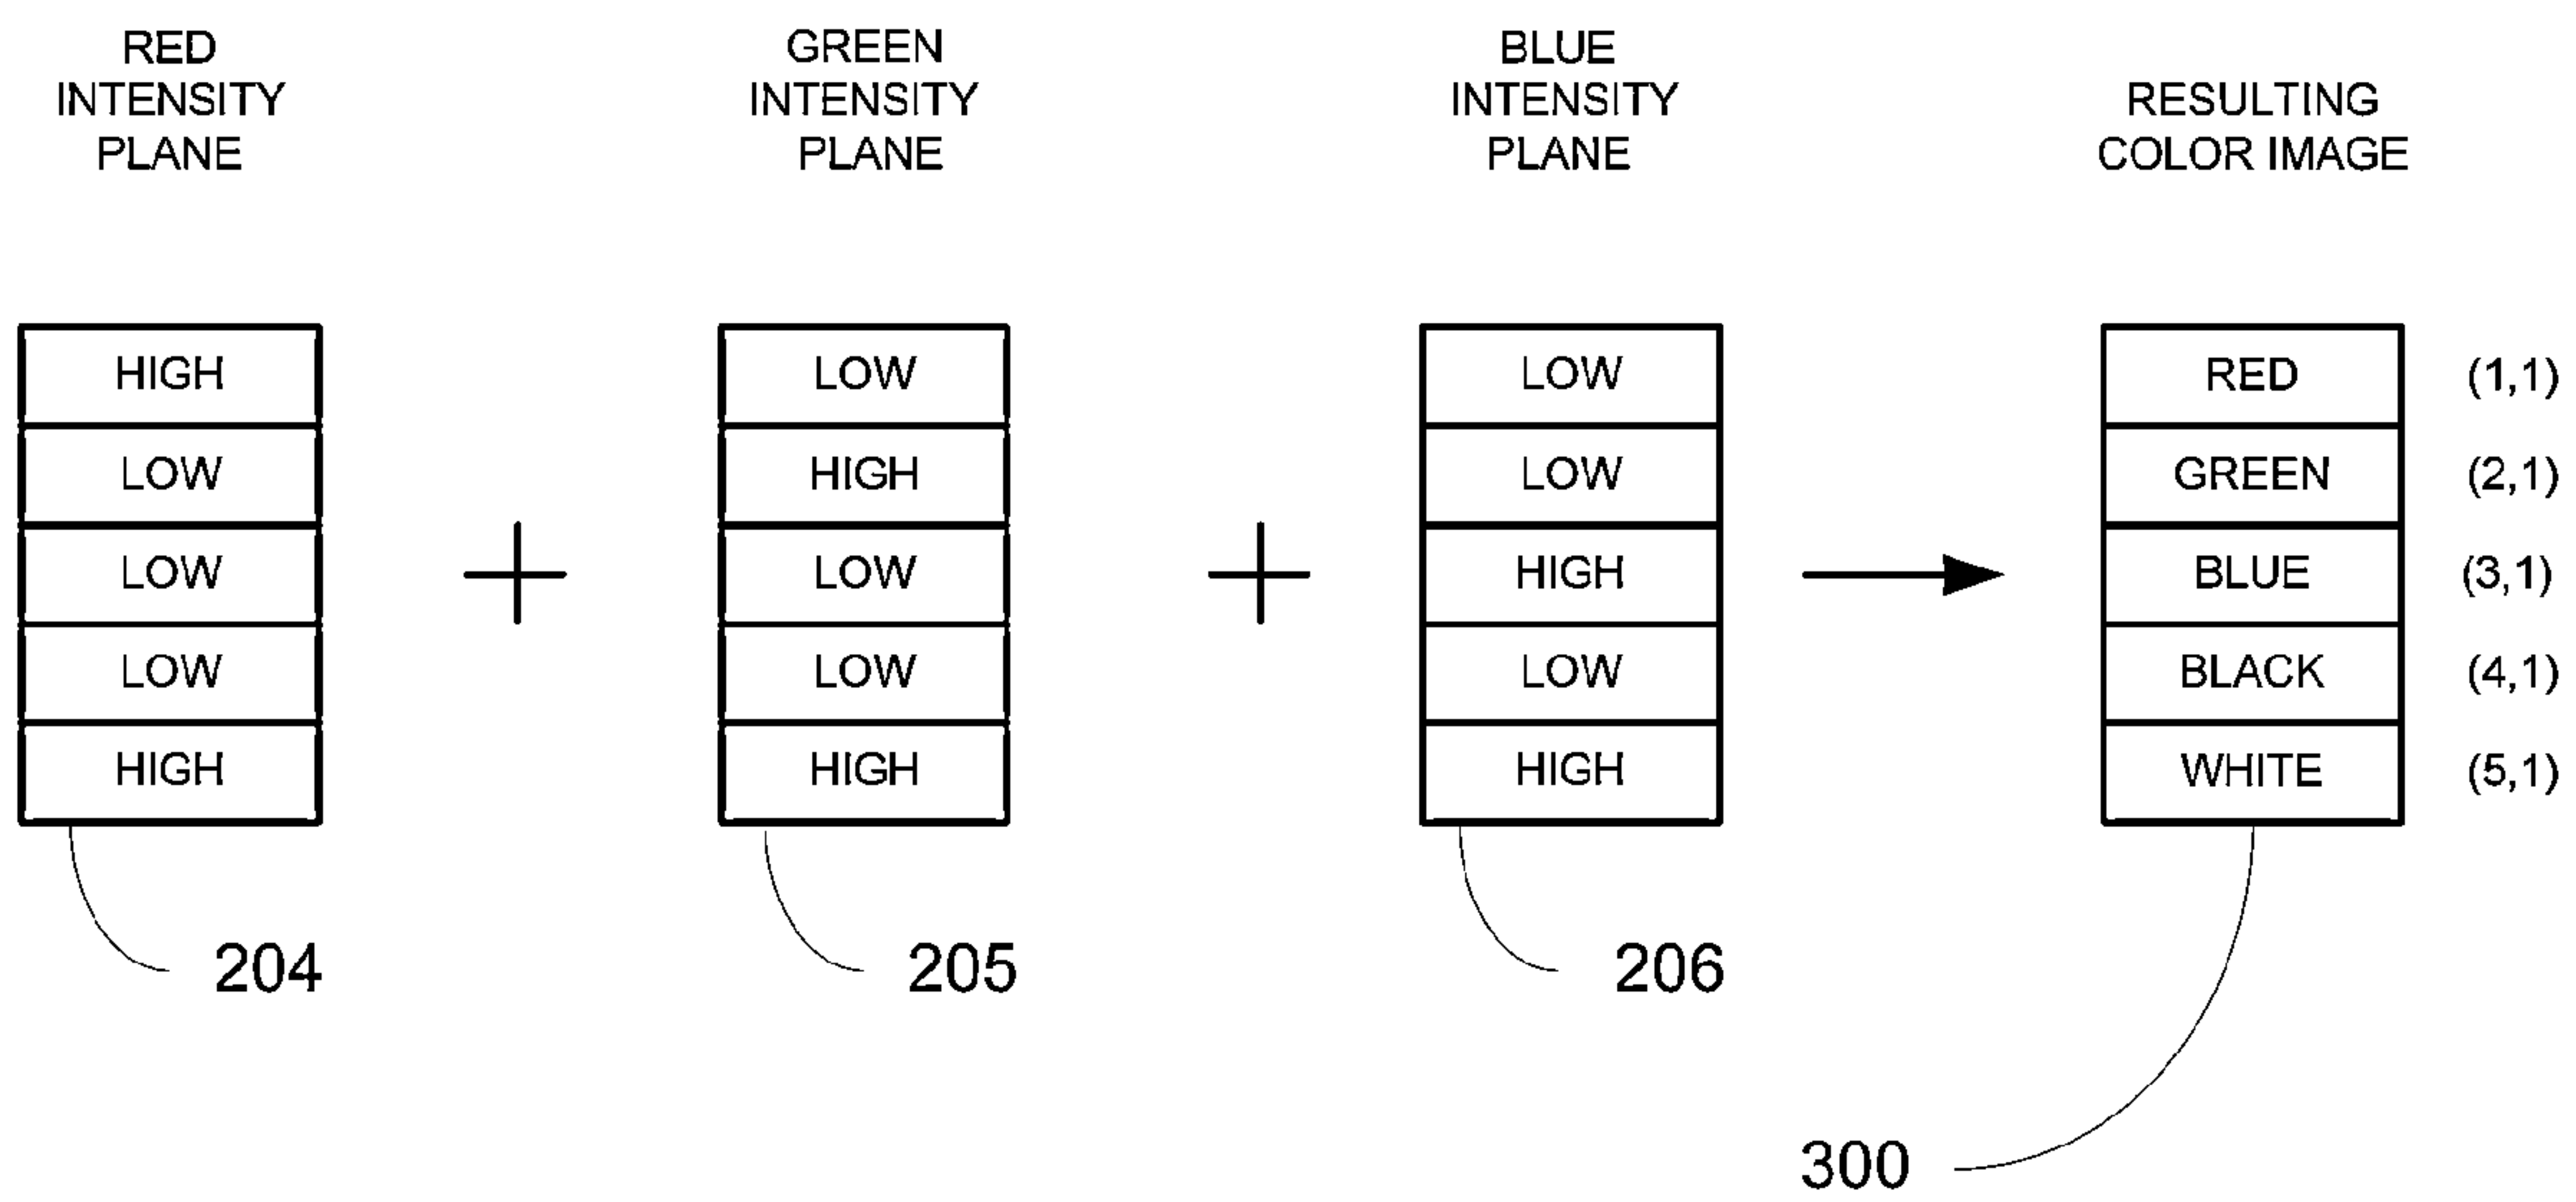 RED
INTENSITY
PLANE
GREEN
INTENSITY
PLANE
BLUE
INTENSITY
PLANE
RESULTING
COLOR IMAGE
HIGH
LOW
LOW
LOW
HIGH
204
LOW
HIGH
LOW
LOW
HIGH
205
LOW
LOW
HIGH
LOW
HIGH
206
RED (1,1)
GREEN (2,1)
BLUE (3,1)
BLACK (4,1)
WHITE (5,1)
300